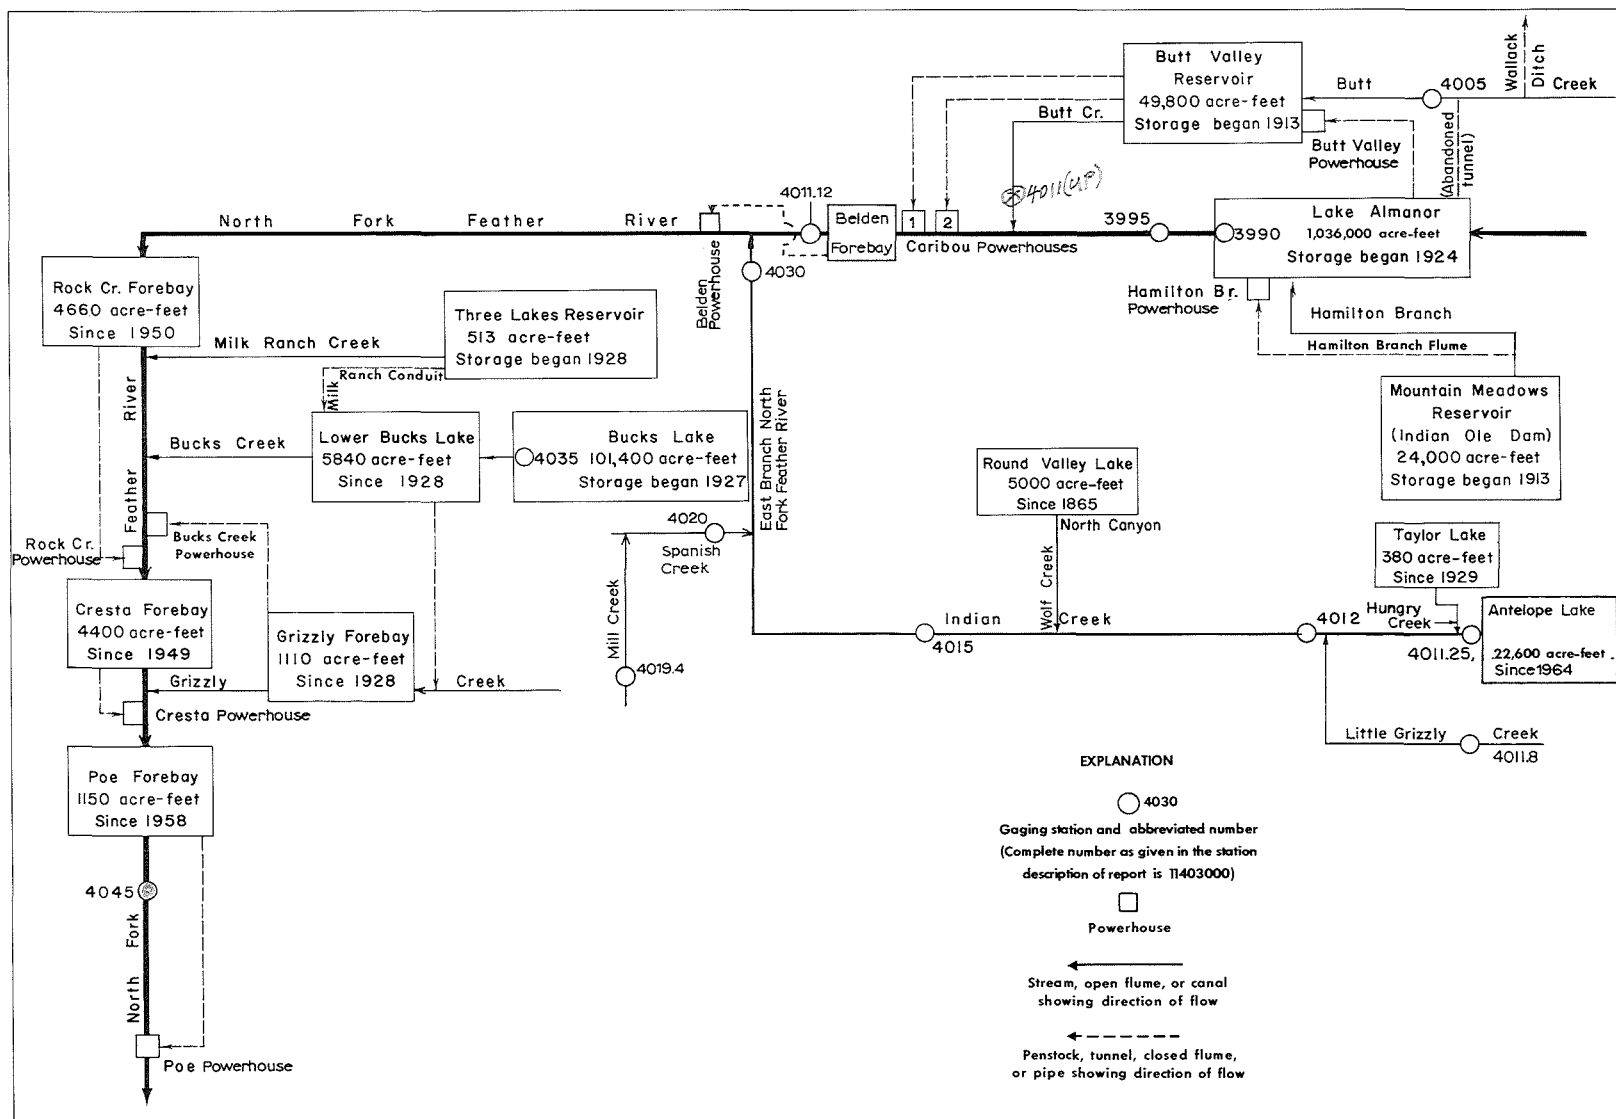 Butt Valley
Reservoir
49,800 acre-feet
Storage began 1913
Butt
4005
Wallack
Ditch
Creek
Butt Cr.
Butt Valley
Powerhouse
(Abandoned
tunnel)
4011(U.P)
4011.12
North Fork Feather River
Belden
Forebay
1
2
Caribou Powerhouses
3995
3990
Lake Almanor
1,036,000 acre-feet
Storage began 1924
Belden
Powerhouse
4030
Hamilton Br.
Powerhouse
Hamilton Branch
Hamilton Branch Flume
Mountain Meadows
Reservoir
(Indian Ole Dam)
24,000 acre-feet
Storage began 1913
Rock Cr. Forebay
4660 acre-feet
Since 1950
Three Lakes Reservoir
513 acre-feet
Storage began 1928
Milk Ranch Creek
Milk
Ranch Conduit
River
Feather
Bucks Creek
Lower Bucks Lake
5840 acre-feet
Since 1928
Bucks Lake
4035 101,400 acre-feet
Storage began 1927
East Branch North
Fork Feather River
Round Valley Lake
5000 acre-feet
Since 1865
North Canyon
Wolf Creek
4020
Spanish
Creek
Mill Creek
4019.4
Rock Cr.
Powerhouse
Bucks Creek
Powerhouse
Taylor Lake
380 acre-feet
Since 1929
Hungry
Creek
Antelope Lake
22,600 acre-feet
Since 1964
4011.25,
4012
Indian Creek
4015
Cresta Forebay
4400 acre-feet
Since 1949
Grizzly Forebay
1110 acre-feet
Since 1928
Grizzly
Creek
Cresta Powerhouse
Little Grizzly Creek
4011.8
Poe Forebay
1150 acre-feet
Since 1958
4045
North Fork
Poe Powerhouse
EXPLANATION
4030
Gaging station and abbreviated number
(Complete number as given in the station
description of report is 11403000)
Powerhouse
Stream, open flume, or canal
showing direction of flow
Penstock, tunnel, closed flume,
or pipe showing direction of flow